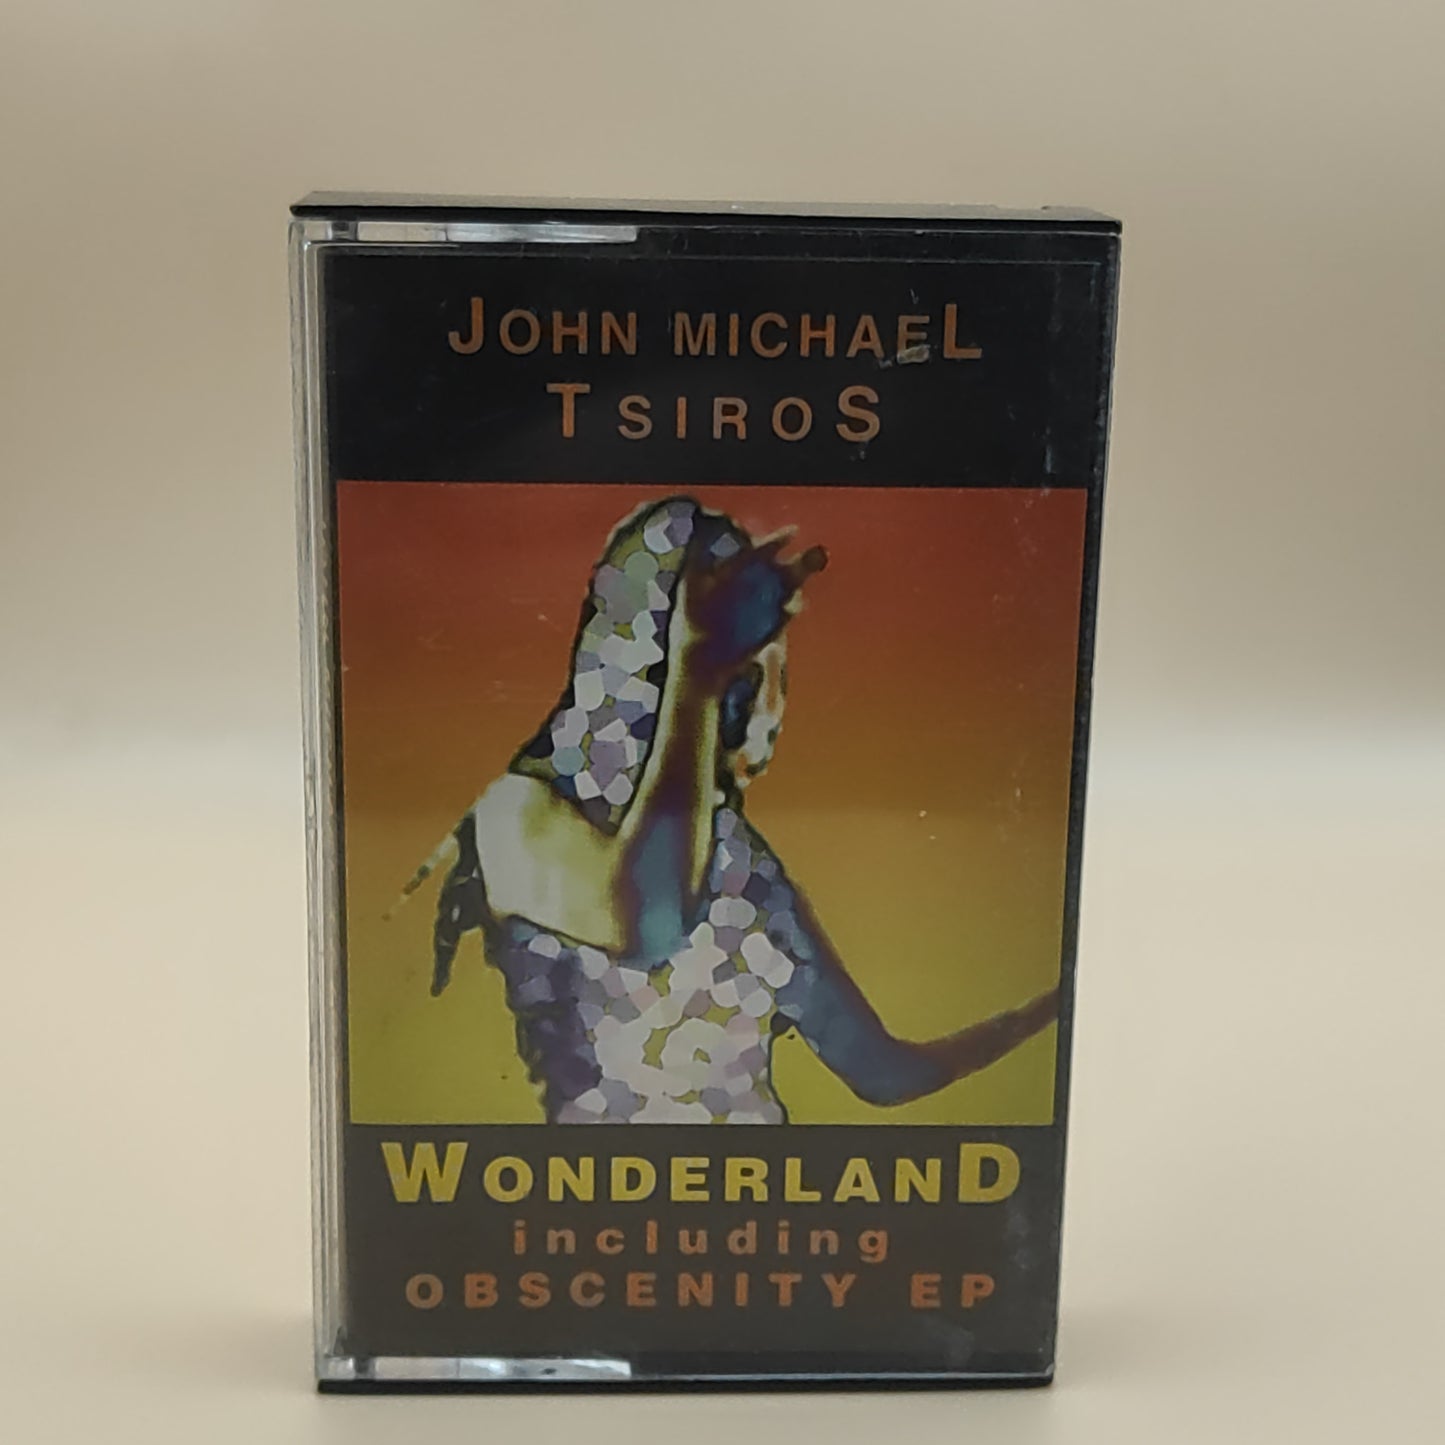 JOHN MICHAEL
TSIROS
WONDERLAND
including
OBSCENITY EP